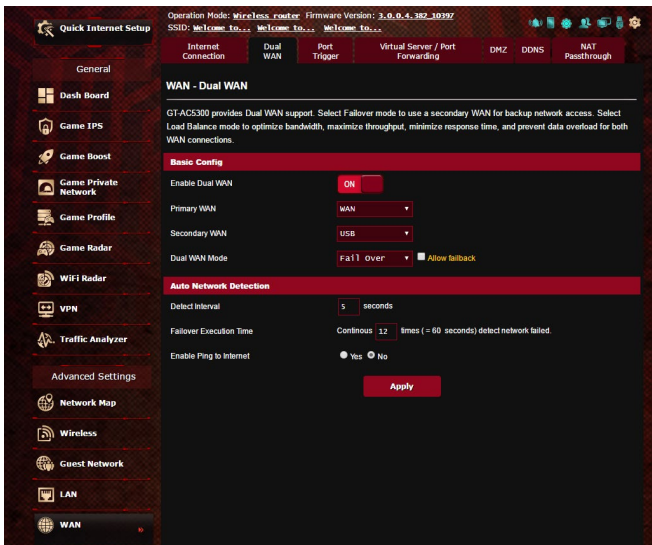 Quick Internet Setup
Operation Mode: Wireless router Firmware Version: 3.0.0.4.382_10397
SSID: Welcome to... Welcome to... Welcome to...
Internet Connection
Dual WAN
Port Trigger
Virtual Server / Port Forwarding
DMZ
DDNS
NAT Passthrough
General
Dash Board
Game IPS
Game Boost
Game Private Network
Game Profile
Game Radar
WiFi Radar
VPN
Traffic Analyzer
Advanced Settings
Network Map
Wireless
Guest Network
LAN
WAN
WAN - Dual WAN
GT-AC5300 provides Dual WAN support. Select Failover mode to use a secondary WAN for backup network access. Select
Load Balance mode to optimize bandwidth, maximize throughput, minimize response time, and prevent data overload for both
WAN connections.
Basic Config
Enable Dual WAN ON
Primary WAN WAN
Secondary WAN USB
Dual WAN Mode Fail Over Allow failback
Auto Network Detection
Detect Interval 5 seconds
Failover Execution Time Continous 12 times ( = 60 seconds) detect network failed.
Enable Ping to Internet Yes No
Apply